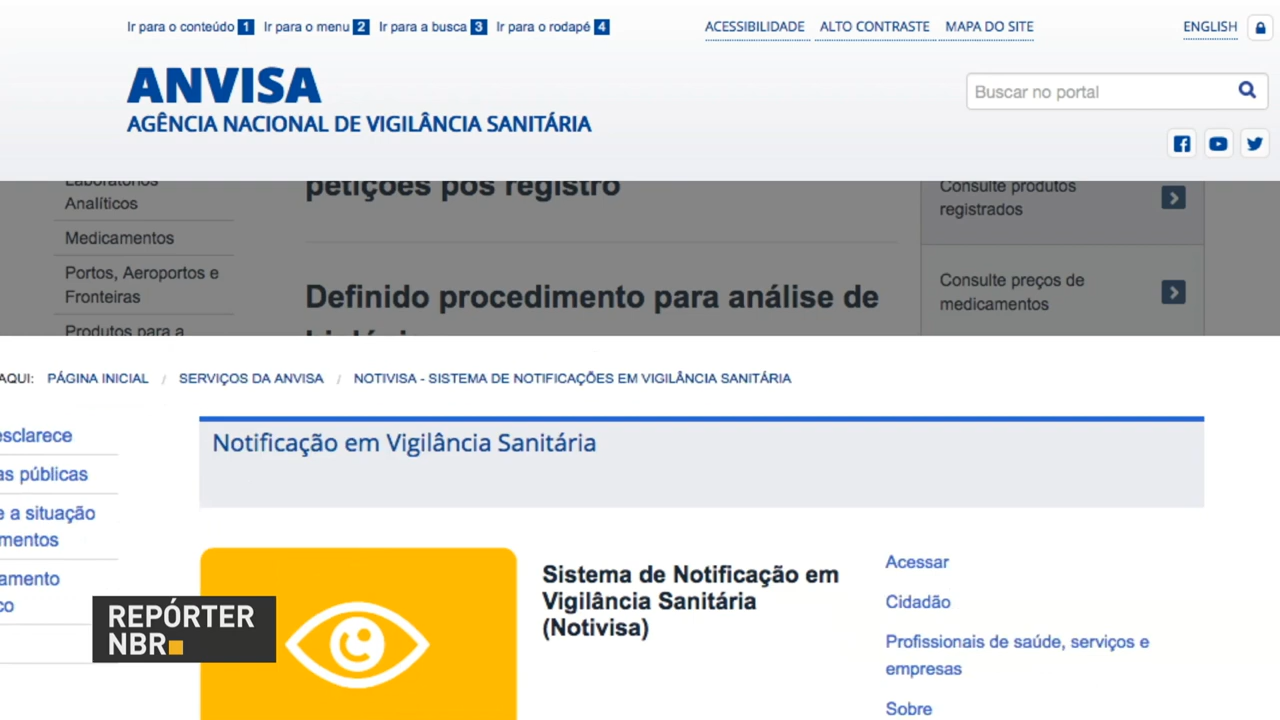 Ir para o conteúdo 1 Ir para o menu 2 Ir para a busca 3 Ir para o rodapé 4
ACESSIBILIDADE ALTO CONTRASTE MAPA DO SITE
ENGLISH
ANVISA
AGÊNCIA NACIONAL DE VIGILÂNCIA SANITÁRIA
Buscar no portal
Laboratórios
Analíticos
Medicamentos
Portos, Aeroportos e
Fronteiras
Produtos para a
petições pós registro
Definido procedimento para análise de
Consulte produtos
registrados
Consulte preços de
medicamentos
AQUI: PÁGINA INICIAL / SERVIÇOS DA ANVISA / NOTIVISA - SISTEMA DE NOTIFICAÇÕES EM VIGILÂNCIA SANITÁRIA
esclarece
as públicas
e a situação
mentos
amento
co
Notificação em Vigilância Sanitária
Sistema de Notificação em
Vigilância Sanitária
(Notivisa)
Acessar
Cidadão
Profissionais de saúde, serviços e
empresas
Sobre
REPÓRTER
NBR